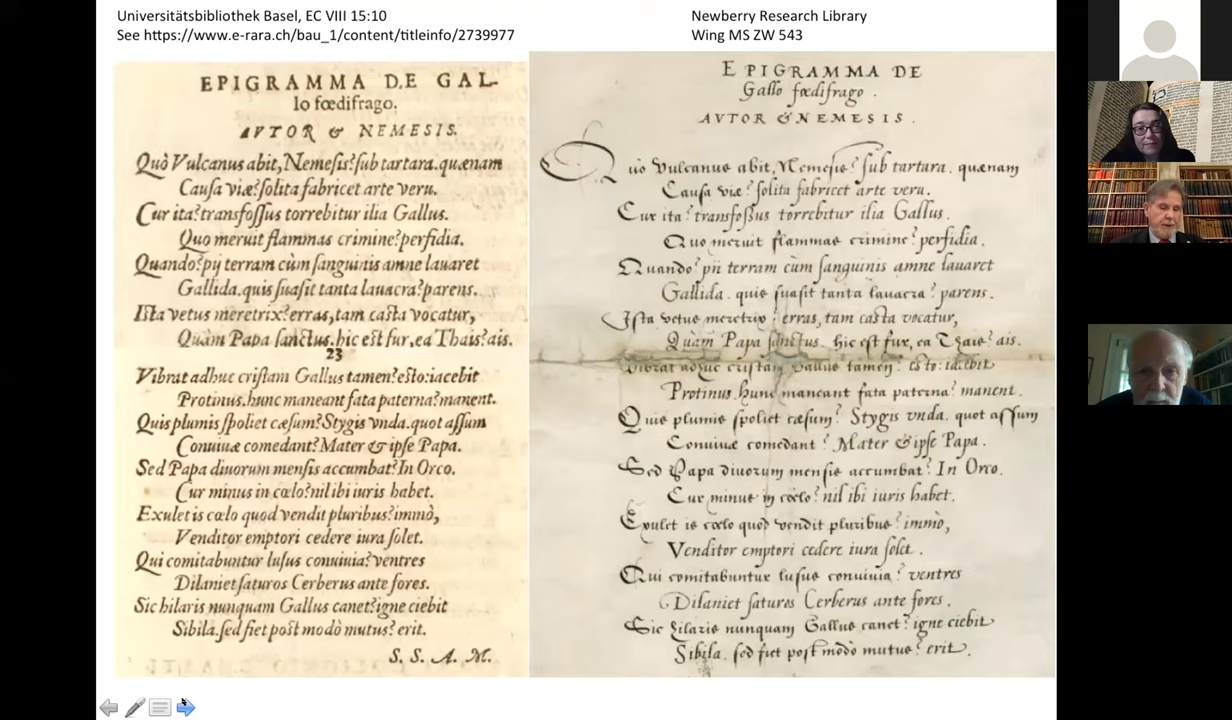 Universitätsbibliothek Basel, EC VIII 15:10
See https://www.e-rara.ch/bau_1/content/titleinfo/2739977
EPIGRAMMA DE GAL-
lo fœdifrago.
AVTOR & NEMESIS.
Quò Vulcanus abit, Nemesis? sub tartara. quænam
Causa viæ? solita fabricet arte veru.
Cur ita? transfossus torrebitur ilia Gallus.
Quo meruit flammas crimine? perfidia.
Quando? pij terram cùm sanguinis amne lauaret
Gallida. quis suasit tanta lauacra? parens.
Ista vetus meretrix? erras, tam casta vocatur,
Quàm Papa sanctus. hic est fur, ea Thais? ais.
23
Vibrat adhuc cristam Gallus tamen? esto: iacebit
Protinus. hunc maneant fata paterna? manent.
Quis plumis spoliet cæsum? Stygis vnda. quot assum
Conuiuæ comedant? Mater & ipse Papa.
Sed Papa diuorum mensis accumbat? In Orco.
Cur minus in cœlo? nil ibi iuris habet.
Exulet is cœlo quod vendit pluribus? immò,
Venditor emptori cedere iura solet.
Qui comitabuntur lusus conuiuia? ventres
Dilaniet saturos Cerberus ante fores.
Sic hilaris nunquam Gallus canet? igne ciebit
Sibila. sed fiet post modò mutus? erit.
S. S. A. M.
Newberry Research Library
Wing MS ZW 543
EPIGRAMMA DE
Gallo fœdifrago.
AVTOR & NEMESIS.
Quò Vulcanus abit, Nemesis? sub tartara. quænam
Causa viæ? solita fabricet arte veru.
Cur ita? transfossus torrebitur ilia Gallus.
Quo meruit flammas crimine? perfidia.
Quando? pii terram cùm sanguinis amne lauaret
Gallida. quis suasit tanta lauacra? parens.
Ista vetus meretrix? erras, tam casta vocatur,
Quàm Papa sanctus. hic est fur, ea Thais? ais.
Vibrat adhuc cristam Gallus tamen? esto: iacebit
Protinus. hunc maneant fata paterna? manent.
Quis plumis spoliet cæsum? Stygis vnda. quot assum
Conuiuæ comedant? Mater & ipse Papa.
Sed Papa diuorum mensis accumbat? In Orco.
Cur minus in cœlo? nil ibi iuris habet.
Exulet is cœlo quod vendit pluribus? immò,
Venditor emptori cedere iura solet.
Qui comitabuntur lusus conuiuia? ventres
Dilaniet saturos Cerberus ante fores.
Sic hilaris nunquam Gallus canet? igne ciebit
Sibila. sed fiet post modò mutus? erit.